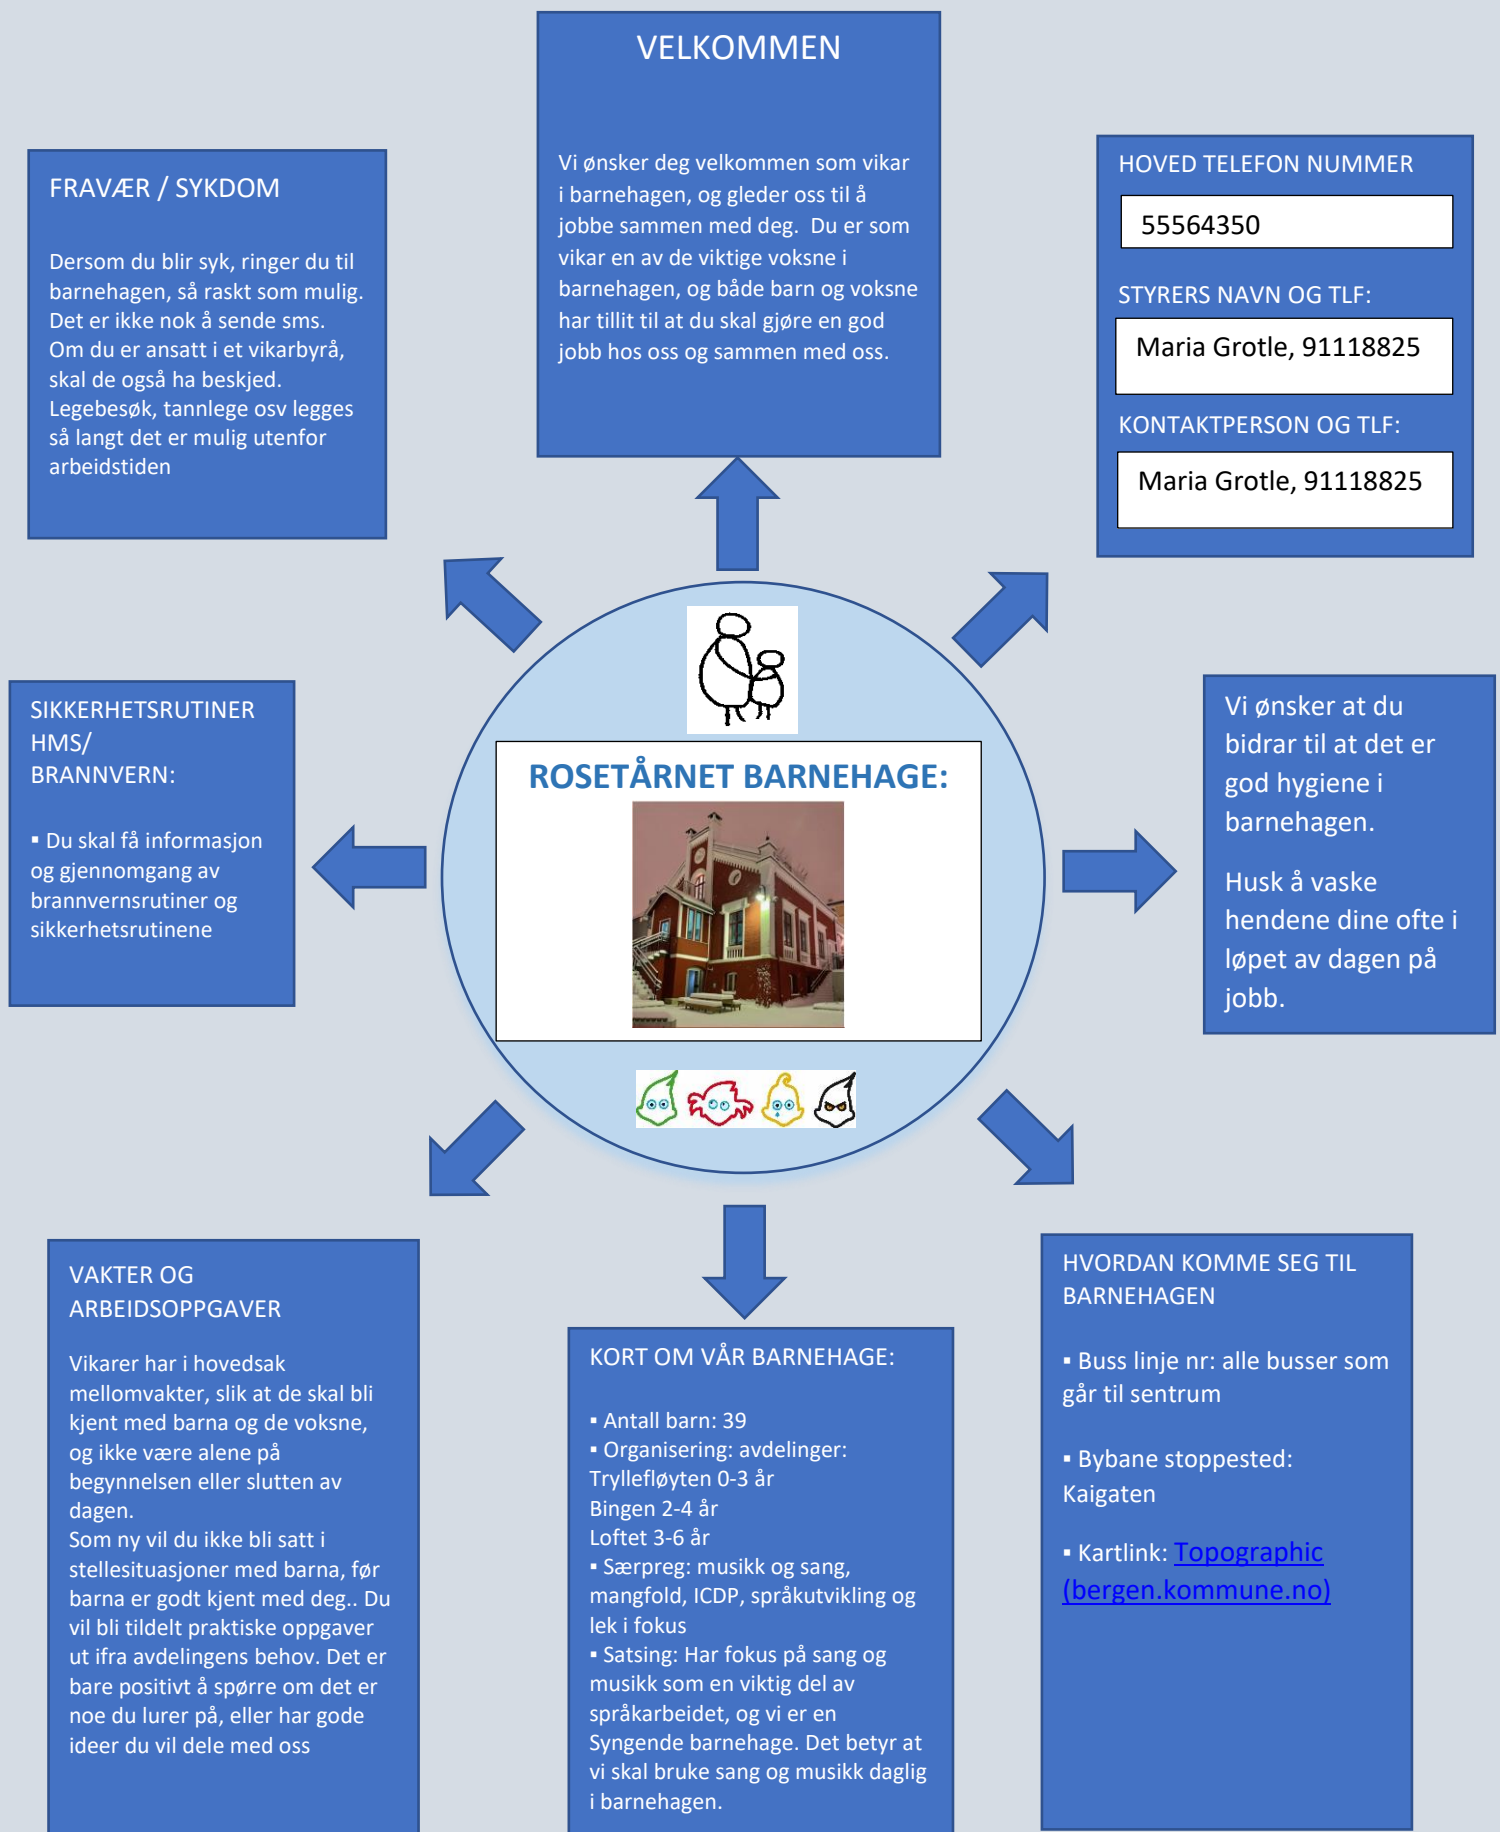 VELKOMMEN
Vi ønsker deg velkommen som vikar
i barnehagen, og gleder oss til å
jobbe sammen med deg.  Du er som
vikar en av de viktige voksne i
barnehagen, og både barn og voksne
har tillit til at du skal gjøre en god
jobb hos oss og sammen med oss.
FRAVÆR / SYKDOM
Dersom du blir syk, ringer du til
barnehagen, så raskt som mulig.
Det er ikke nok å sende sms.
Om du er ansatt i et vikarbyrå,
skal de også ha beskjed.
Legebesøk, tannlege osv legges
så langt det er mulig utenfor
arbeidstiden
HOVED TELEFON NUMMER
55564350
STYRERS NAVN OG TLF:
Maria Grotle, 91118825
KONTAKTPERSON OG TLF:
Maria Grotle, 91118825
SIKKERHETSRUTINER
HMS/
BRANNVERN:
▪ Du skal få informasjon
og gjennomgang av
brannvernsrutiner og
sikkerhetsrutinene
ROSETÅRNET BARNEHAGE:
Vi ønsker at du
bidrar til at det er
god hygiene i
barnehagen.
Husk å vaske
hendene dine ofte i
løpet av dagen på
jobb.
VAKTER OG
ARBEIDSOPPGAVER
Vikarer har i hovedsak
mellomvakter, slik at de skal bli
kjent med barna og de voksne,
og ikke være alene på
begynnelsen eller slutten av
dagen.
Som ny vil du ikke bli satt i
stellesituasjoner med barna, før
barna er godt kjent med deg.. Du
vil bli tildelt praktiske oppgaver
ut ifra avdelingens behov. Det er
bare positivt å spørre om det er
noe du lurer på, eller har gode
ideer du vil dele med oss
KORT OM VÅR BARNEHAGE:
▪ Antall barn: 39
▪ Organisering: avdelinger:
Tryllefløyten 0-3 år
Bingen 2-4 år
Loftet 3-6 år
▪ Særpreg: musikk og sang,
mangfold, ICDP, språkutvikling og
lek i fokus
▪ Satsing: Har fokus på sang og
musikk som en viktig del av
språkarbeidet, og vi er en
Syngende barnehage. Det betyr at
vi skal bruke sang og musikk daglig
i barnehagen.
HVORDAN KOMME SEG TIL
BARNEHAGEN
▪ Buss linje nr: alle busser som
går til sentrum
▪ Bybane stoppested:
Kaigaten
▪ Kartlink: Topographic
(bergen.kommune.no)